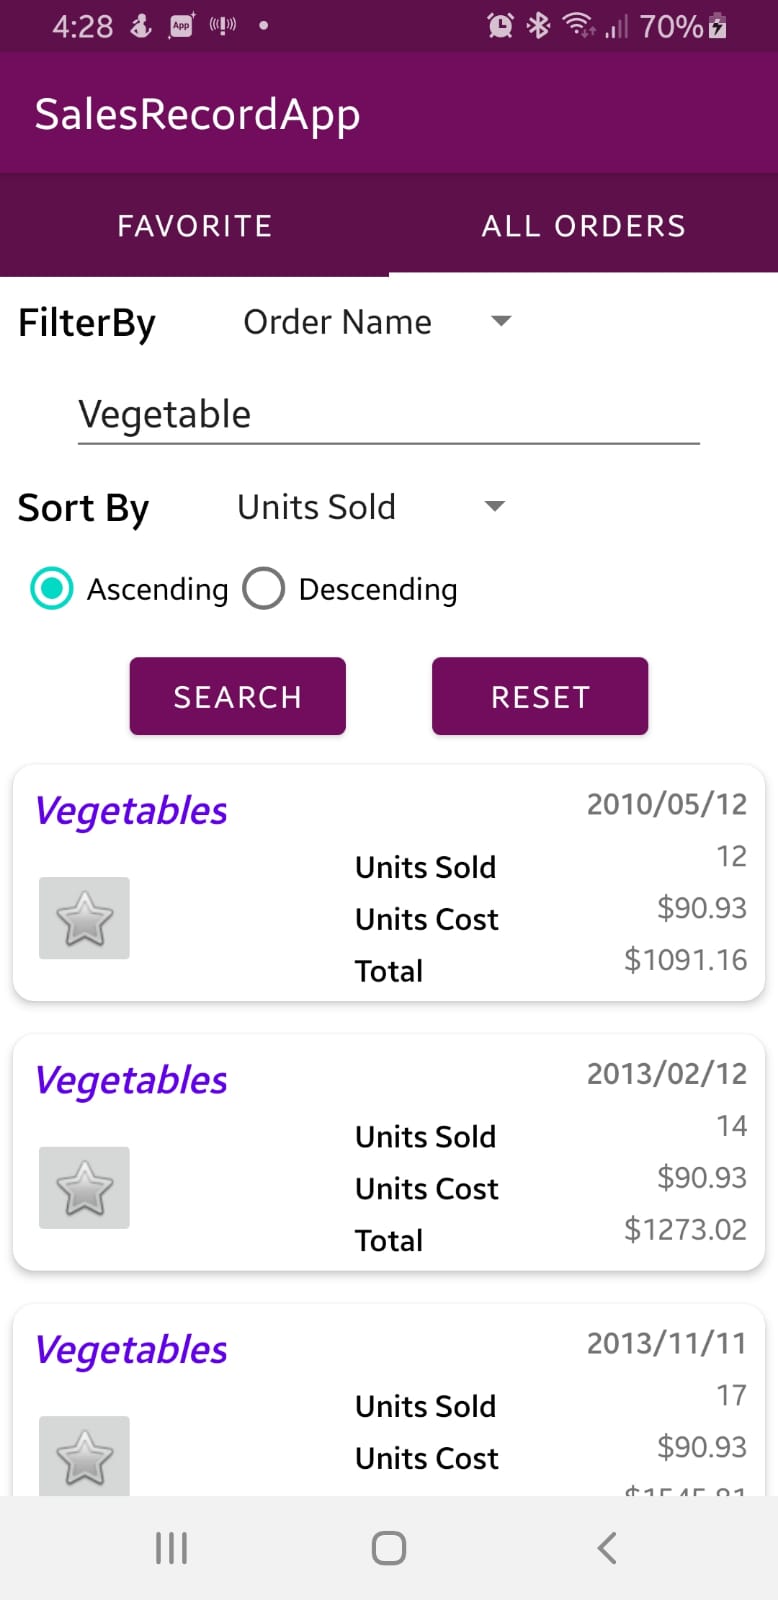 4:28 App 70%
SalesRecordApp
FAVORITE ALL ORDERS
FilterBy Order Name
Vegetable
Sort By Units Sold
Ascending Descending
SEARCH RESET
Vegetables 2010/05/12
Units Sold 12
Units Cost $90.93
Total $1091.16
Vegetables 2013/02/12
Units Sold 14
Units Cost $90.93
Total $1273.02
Vegetables 2013/11/11
Units Sold 17
Units Cost $90.93